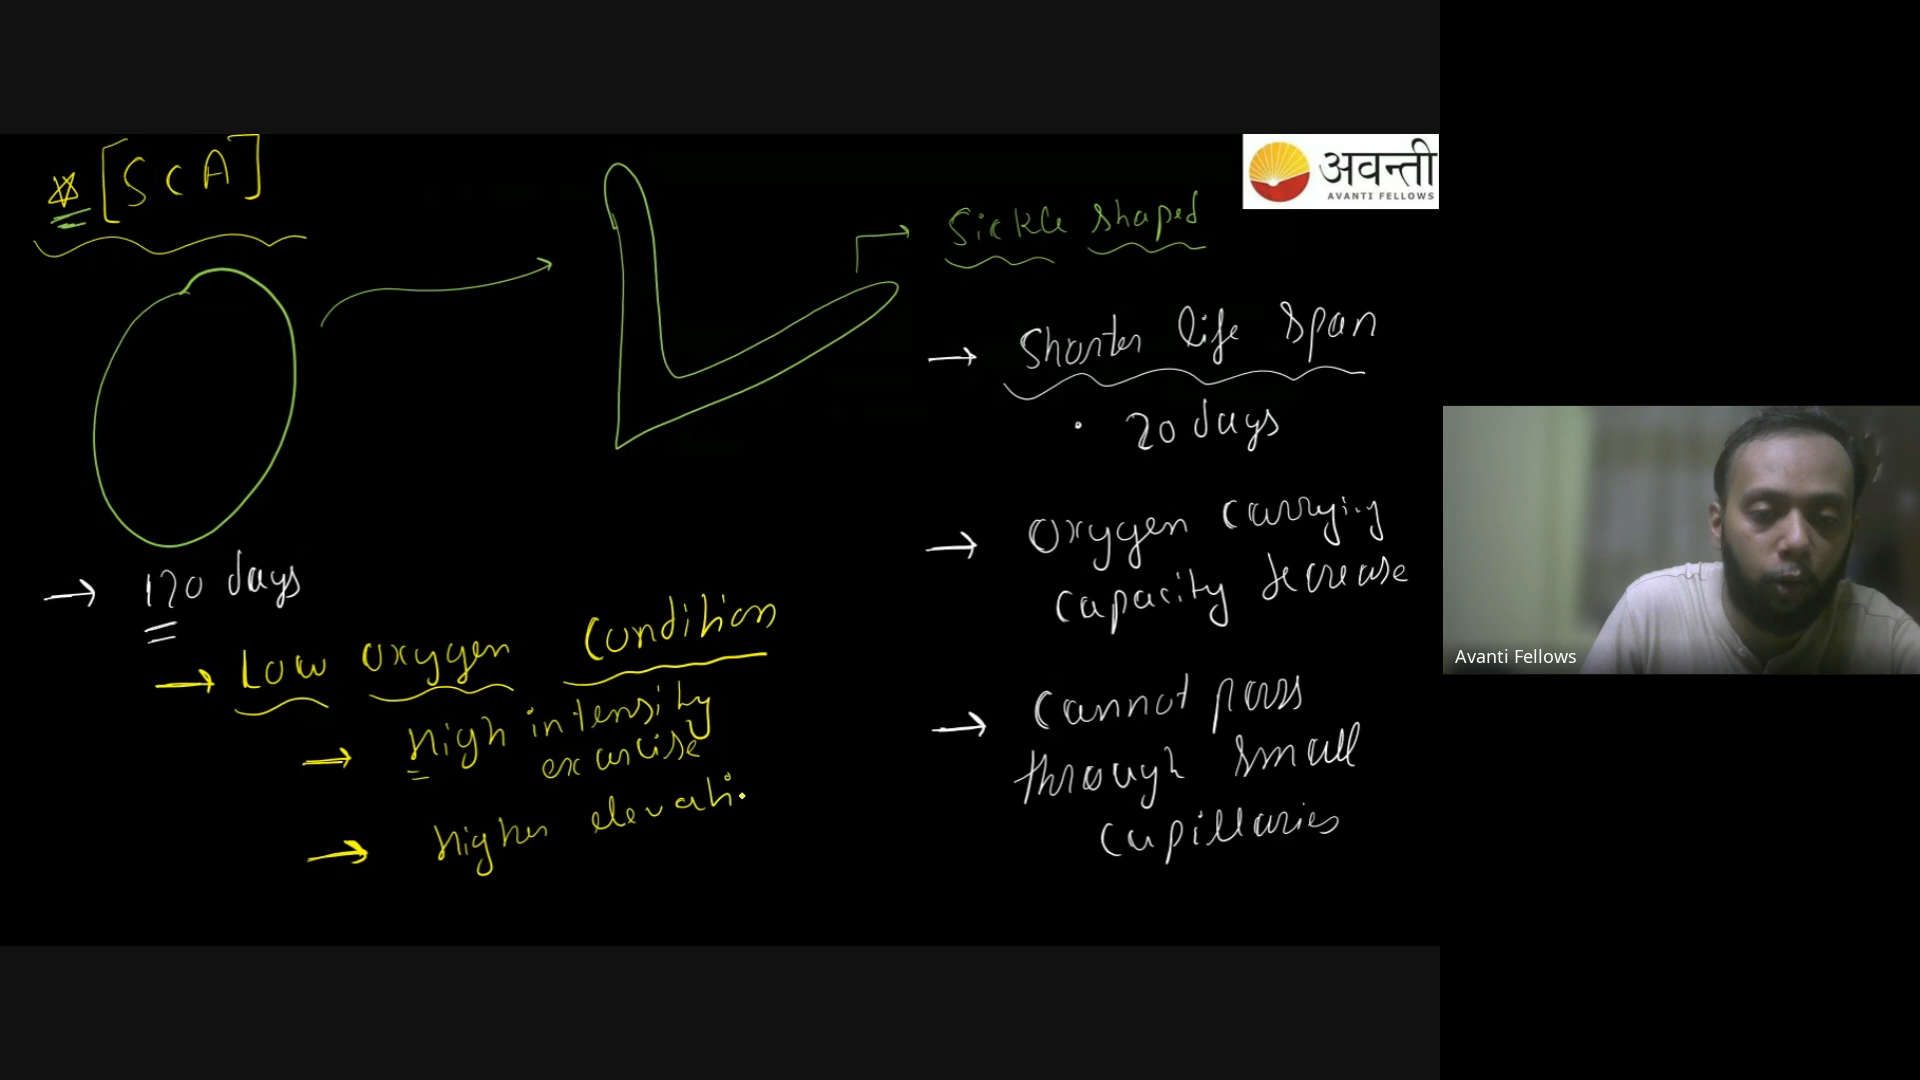 [SCA]
अवन्ती
AVANTI FELLOWS
Sickle shaped
→ Shorter life span
· 20 days
→ Oxygen carrying
capacity decrease
→ 120 days
→ Low oxygen Condition
→ High intensity
exercise
→ higher elevati
→ Cannot pass
through small
capillaries
Avanti Fellows